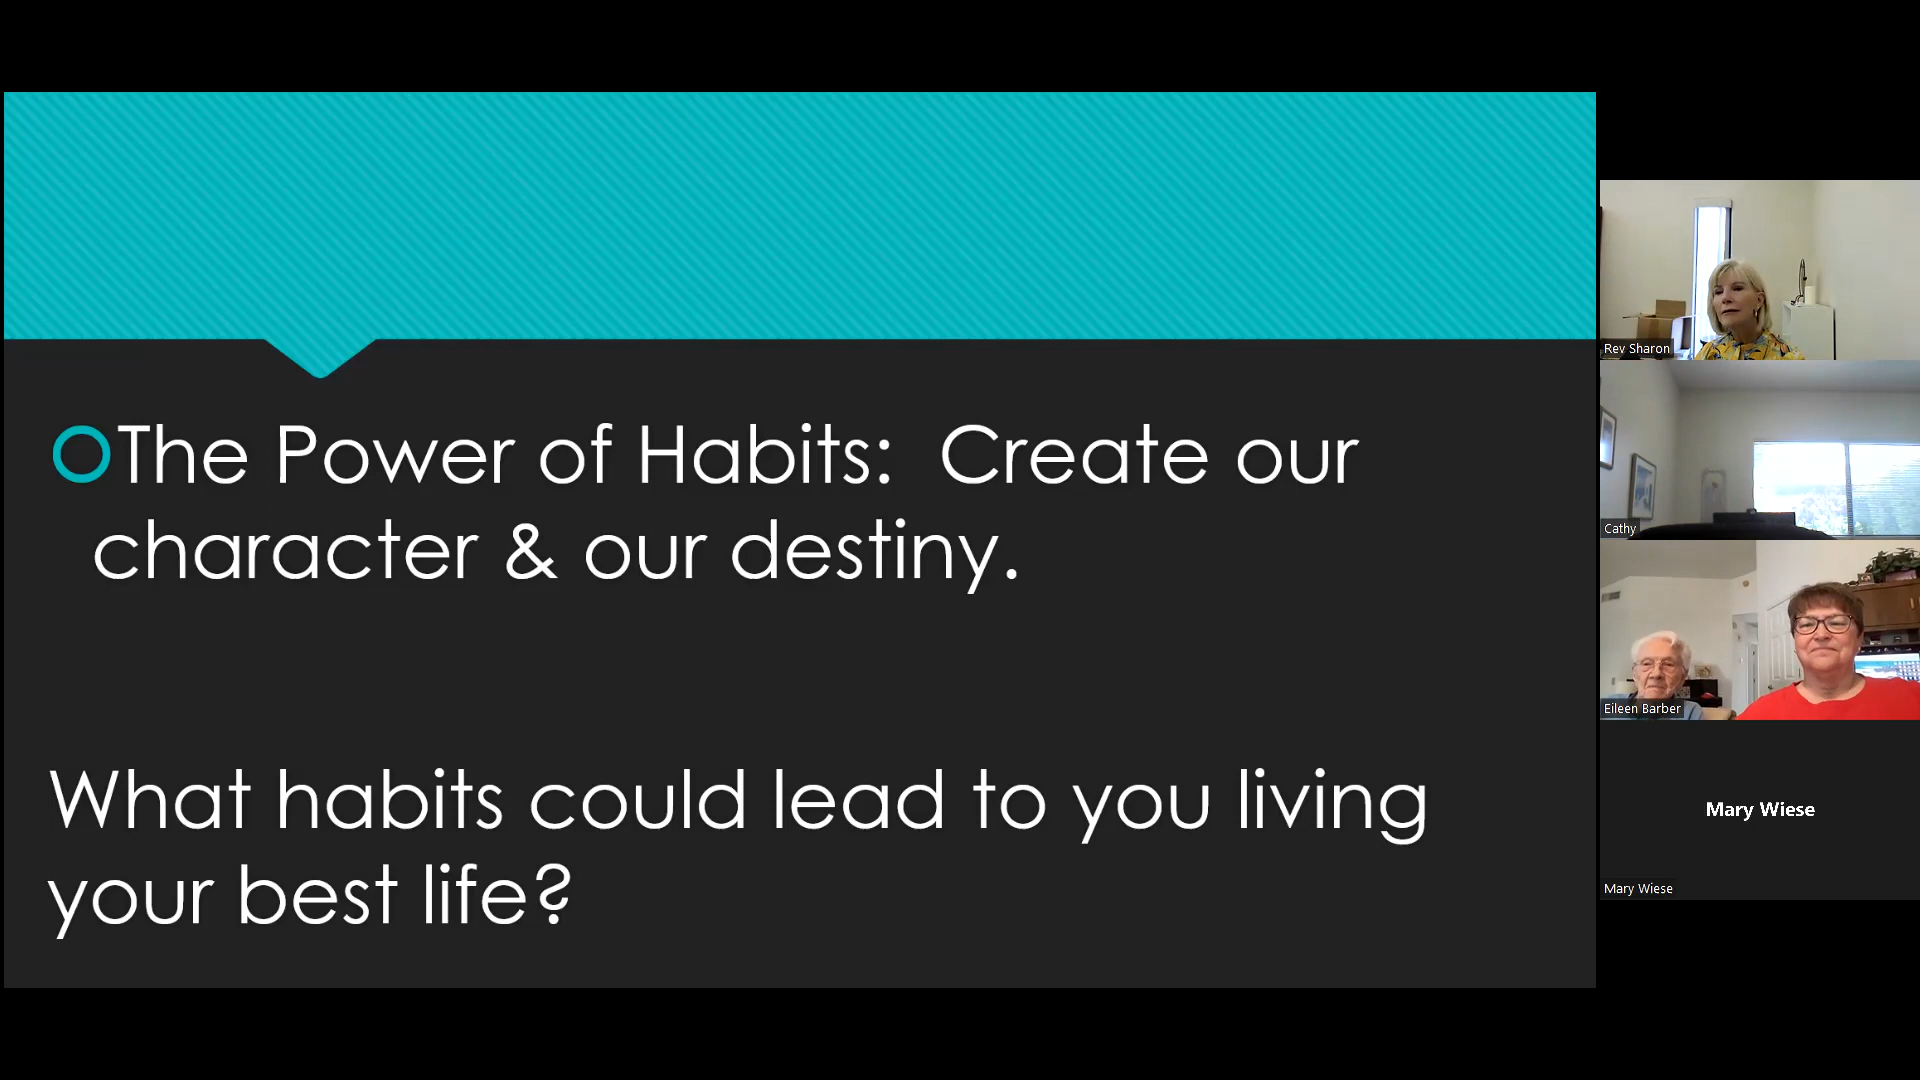 The Power of Habits:  Create our
character & our destiny.
What habits could lead to you living
your best life?
Rev Sharon
Cathy
Eileen Barber
Mary Wiese
Mary Wiese